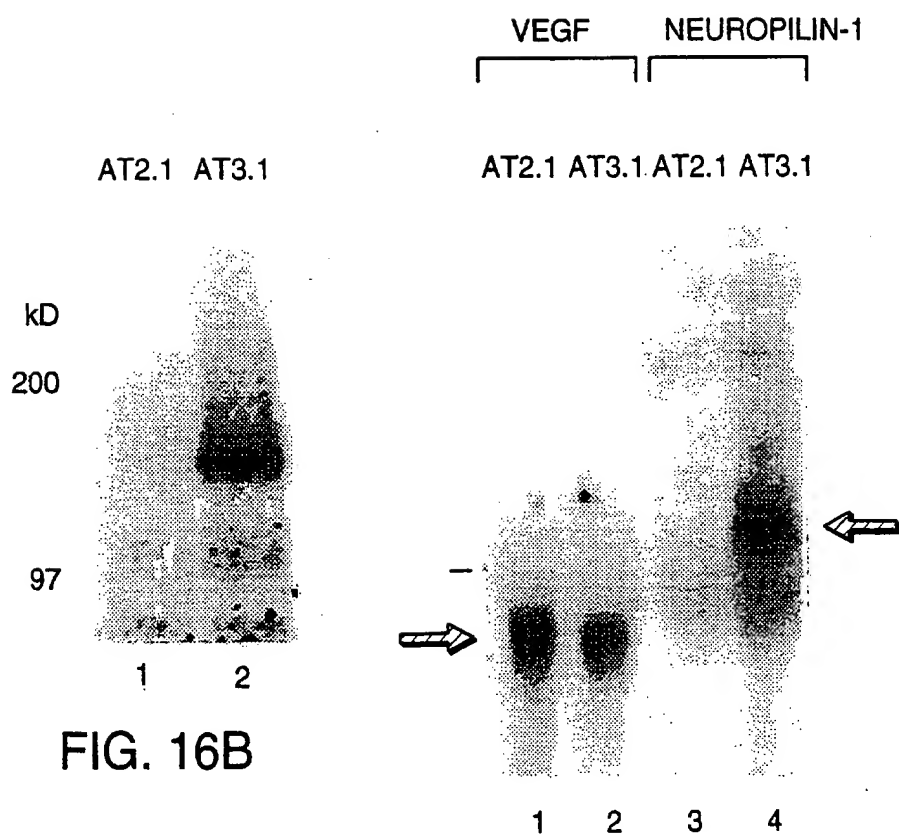 VEGF NEUROPILIN-1
AT2.1 AT3.1
AT2.1 AT3.1 AT2.1 AT3.1
kD
200
97
1 2
FIG. 16B
1 2 3 4